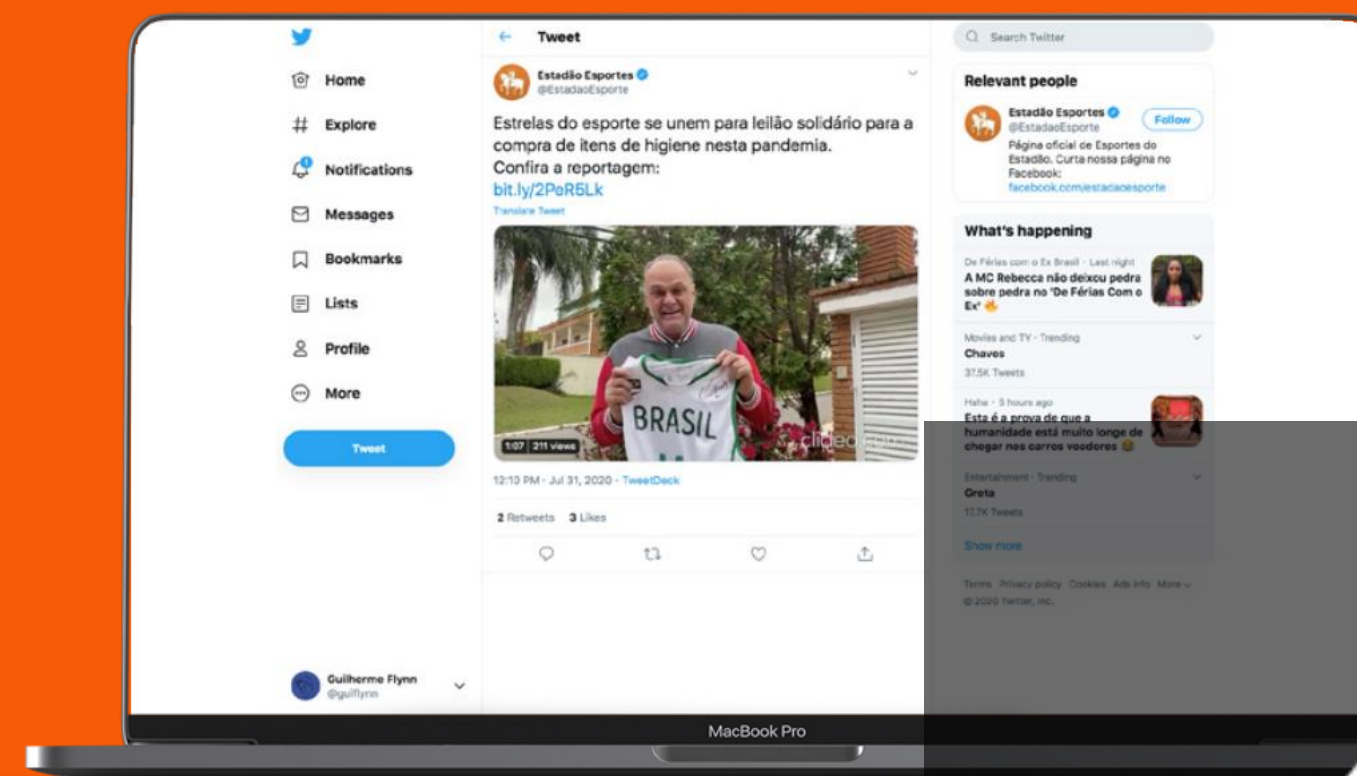 Home
Explore
Notifications
Messages
Bookmarks
Lists
Profile
More
Tweet
Guilherme Flynn
@guiflynn
Tweet
Estadão Esportes
@EstadaoEsporte
Estrelas do esporte se unem para leilão solidário para a
compra de itens de higiene nesta pandemia.
Confira a reportagem:
bit.ly/2PeR5Lk
Translate Tweet
BRASIL
clideo.com
1:07 211 views
12:10 PM · Jul 31, 2020 · TweetDeck
2 Retweets 3 Likes
Search Twitter
Relevant people
Estadão Esportes
@EstadaoEsporte
Follow
Página oficial de Esportes do
Estadão. Curta nossa página no
Facebook:
facebook.com/estadaoesporte
What's happening
De Férias com o Ex Brasil · Last night
A MC Rebecca não deixou pedra
sobre pedra no 'De Férias Com o
Ex' 🔥
Movies and TV · Trending
Chaves
37.5K Tweets
Haha · 5 hours ago
Esta é a prova de que a
humanidade está muito longe de
chegar nos carros voadores 😂
Entertainment · Trending
Greta
17.7K Tweets
Show more
Terms Privacy policy Cookies Ads info More
© 2020 Twitter, Inc.
MacBook Pro